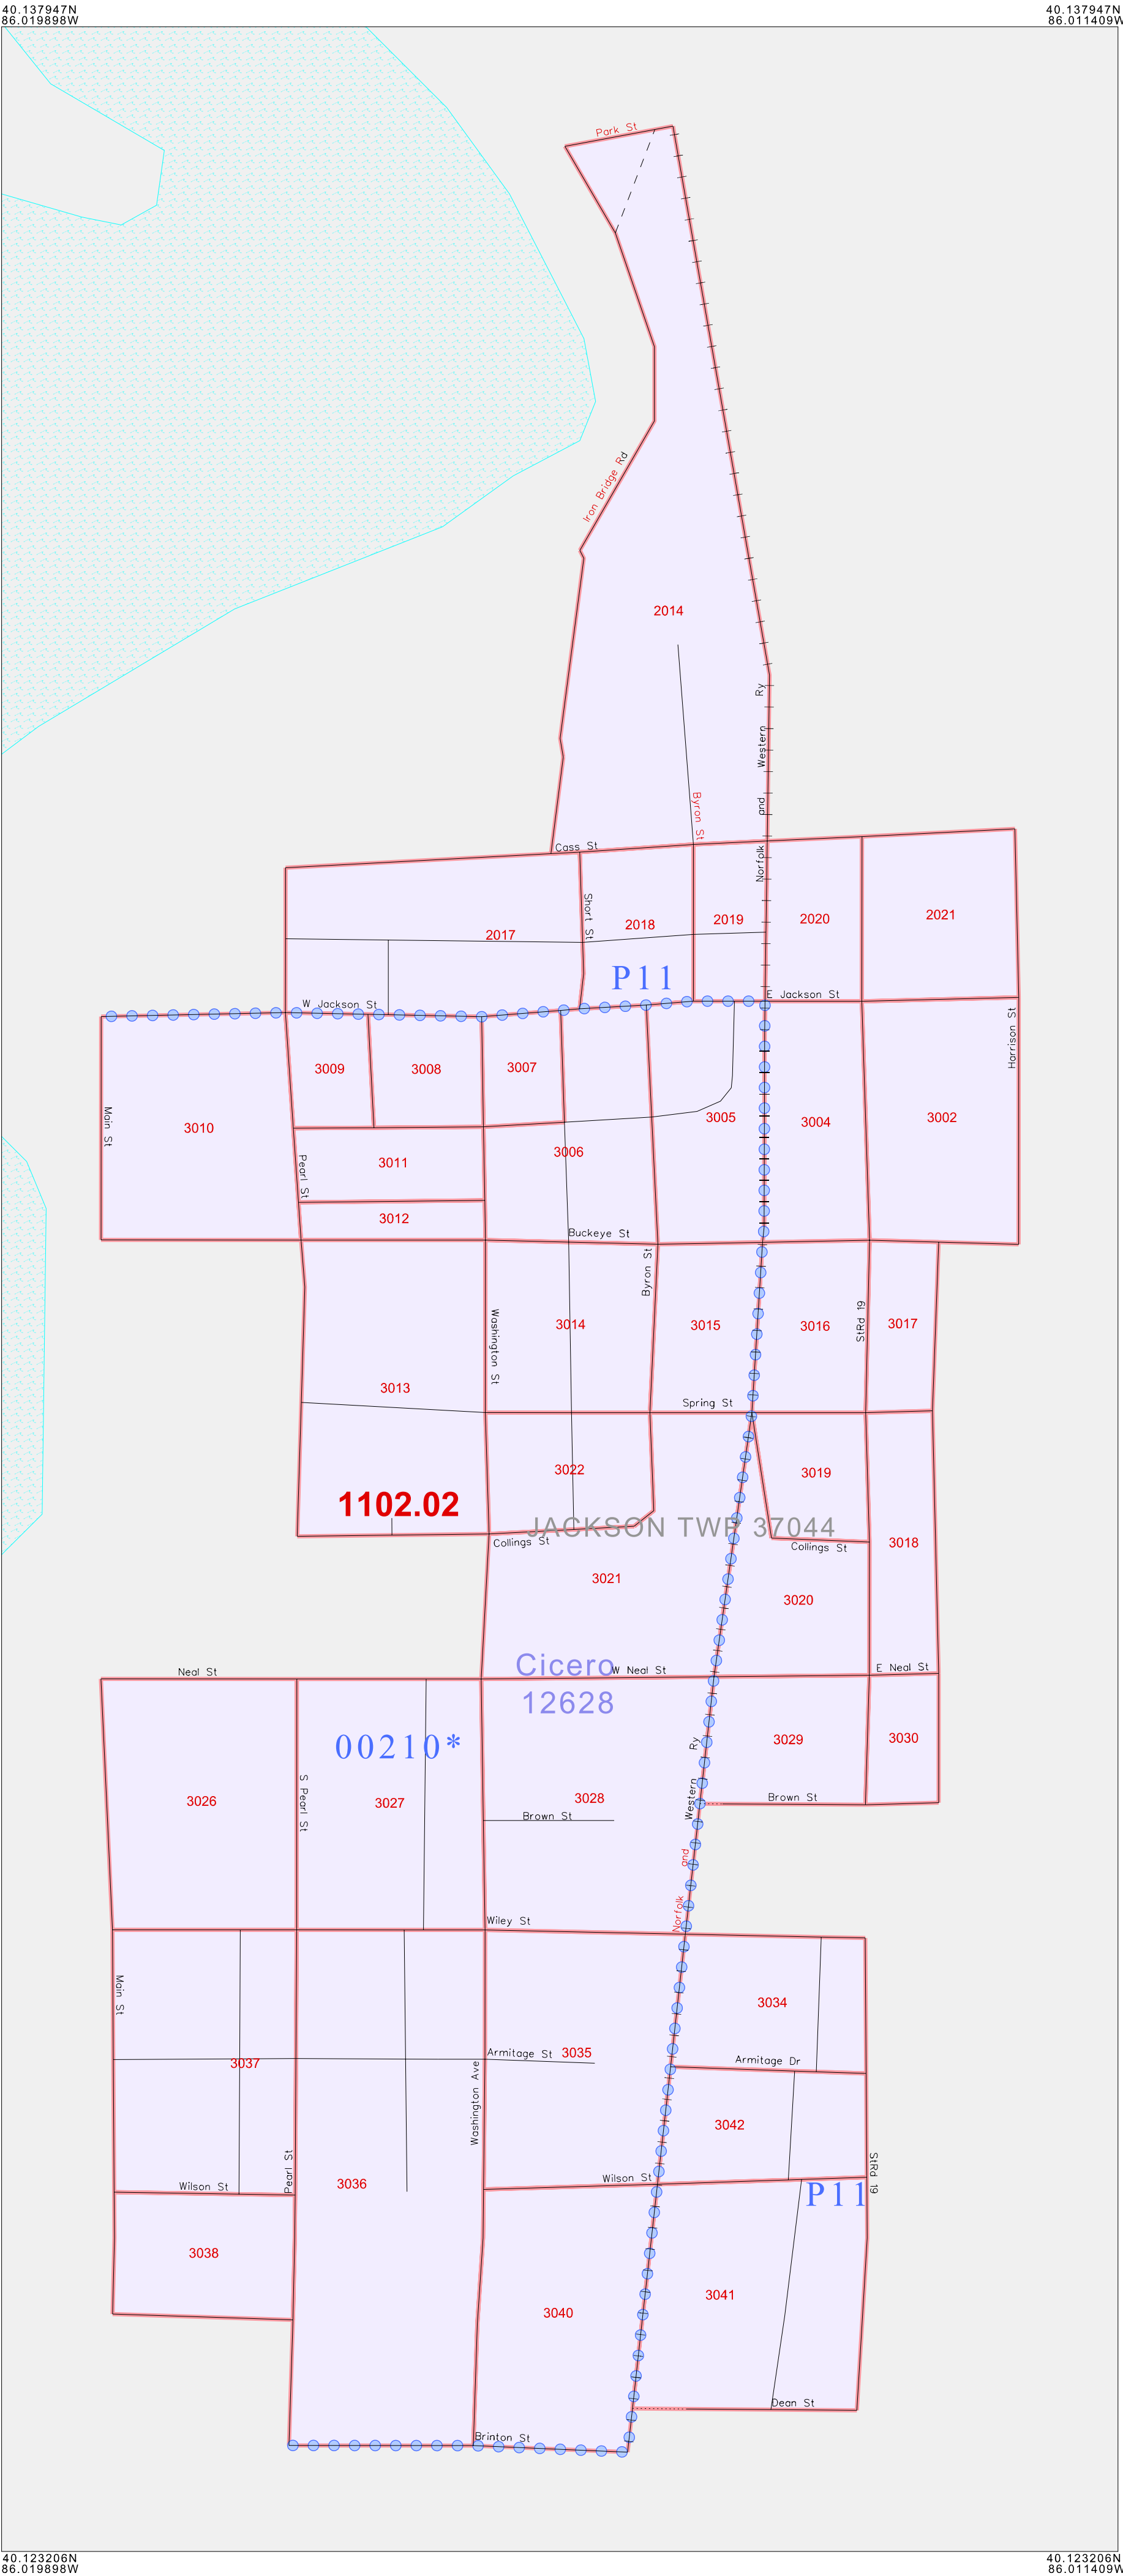 40.137947N
86.019898W
40.137947N
86.011409W
Park St
Iron Bridge Rd
2014
Norfolk and Western Ry
Byron St
Cass St
Short St
2017
2018
2019
2020
2021
P11
W Jackson St
E Jackson St
Harrison St
3009
3008
3007
3010
Main St
3005
3004
3002
3006
3011
Pearl St
3012
Buckeye St
Byron St
Washington St
3014
3015
3016
StRd 19
3017
3013
Spring St
3022
3019
1102.02
JACKSON TWP 37044
Collings St
Collings St
3018
3021
3020
Cicero
12628
Neal St
W Neal St
E Neal St
00210*
3029
3030
Norfolk and Western Ry
3026
S Pearl St
3027
3028
Brown St
Brown St
Wiley St
Main St
3034
3037
Armitage St
3035
Armitage Dr
Washington Ave
3042
Wilson St
Pearl St
3036
Wilson St
StRd 19
P11
3038
3040
3041
Dean St
Brinton St
40.123206N
86.019898W
40.123206N
86.011409W